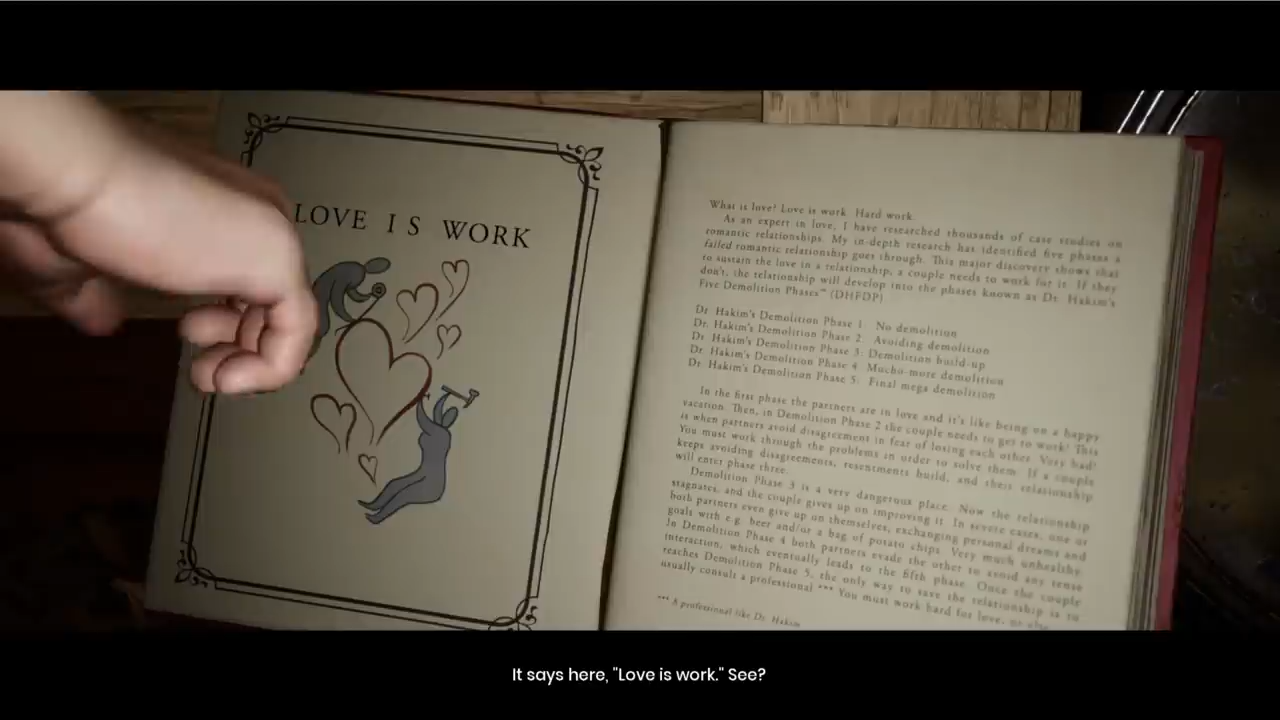 LOVE IS WORK
What is love? Love is work. Hard work.
As an expert in love, I have researched thousands of case studies on
romantic relationships. My in-depth research has identified five phases a
failed romantic relationship goes through. This major discovery shows that
to sustain the love in a relationship, a couple needs to work for it. If they
don't, the relationship will develop into the phases known as Dr. Hakim's
Five Demolition Phases™ (DHFDP)
Dr. Hakim's Demolition Phase 1: No demolition
Dr. Hakim's Demolition Phase 2: Avoiding demolition
Dr. Hakim's Demolition Phase 3: Demolition build-up
Dr. Hakim's Demolition Phase 4: Mucho-more demolition
Dr. Hakim's Demolition Phase 5: Final mega demolition
In the first phase the partners are in love and it's like being on a happy
vacation. Then, in Demolition Phase 2 the couple needs to get to work! This
is when partners avoid disagreement in fear of losing each other. Very bad!
You must work through the problems in order to solve them. If a couple
keeps avoiding disagreements, resentments build, and their relationship
will enter phase three.
Demolition Phase 3 is a very dangerous place. Now the relationship
stagnates, and the couple gives up on improving it. In severe cases, one or
both partners even give up on themselves, exchanging personal dreams and
goals with e.g. beer and/or a bag of potato chips. Very much unhealthy.
In Demolition Phase 4 both partners evade the other to avoid any tense
interaction, which eventually leads to the fifth phase. Once the couple
reaches Demolition Phase 5, the only way to save the relationship is to
usually consult a professional *** You must work hard for love, or else
*** A professional like Dr. Hakim
It says here, "Love is work." See?